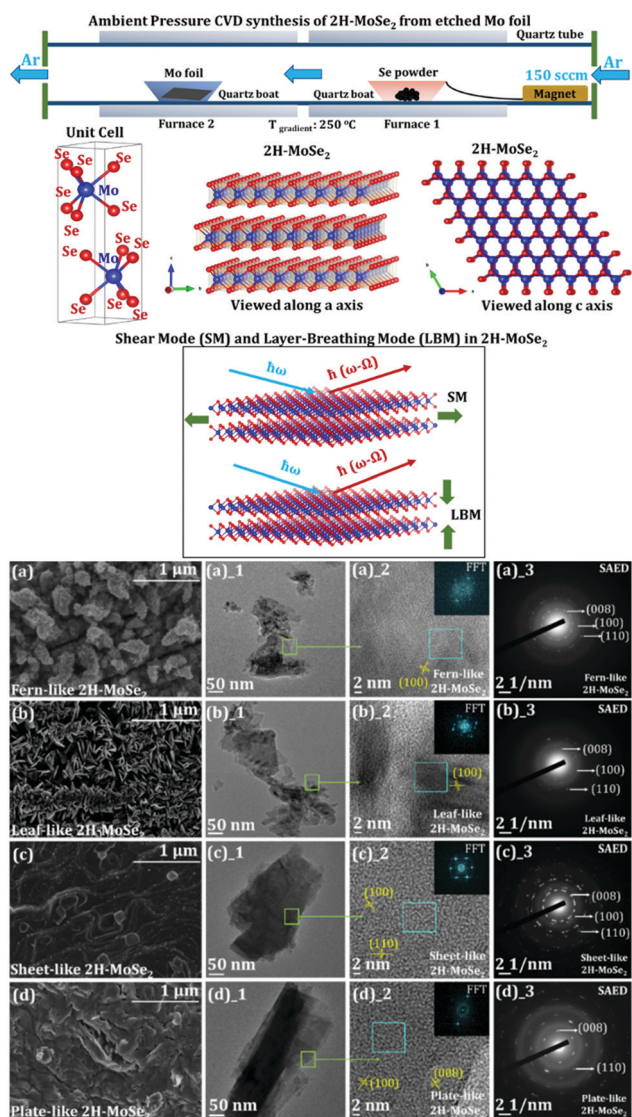 Ambient Pressure CVD synthesis of 2H-MoSe₂ from etched Mo foil
Quartz tube
Ar
Ar
Mo foil
Se powder
150 sccm
Quartz boat
Quartz boat
Magnet
Furnace 2
T gradient: 250 °C
Furnace 1
Unit Cell
2H-MoSe₂
2H-MoSe₂
Se
Se
Se
Mo
Se
Se
Se
Se
Mo
Se
Se
Se
Se
Viewed along a axis
Viewed along c axis
Shear Mode (SM) and Layer-Breathing Mode (LBM) in 2H-MoSe₂
ħω
ħ (ω-Ω)
SM
ħω
ħ (ω-Ω)
LBM
(a)
1 µm
Fern-like 2H-MoSe₂
(a)_1
50 nm
(a)_2
FFT
(100)
2 nm
Fern-like
2H-MoSe₂
(a)_3
SAED
(008)
(100)
(110)
2 1/nm
Fern-like
2H-MoSe₂
(b)
1 µm
Leaf-like 2H-MoSe₂
(b)_1
50 nm
(b)_2
FFT
(100)
2 nm
Leaf-like
2H-MoSe₂
(b)_3
SAED
(008)
(100)
(110)
2 1/nm
Leaf-like
2H-MoSe₂
(c)
1 µm
Sheet-like 2H-MoSe₂
(c)_1
50 nm
(c)_2
FFT
(100)
(110)
2 nm
Sheet-like
2H-MoSe₂
(c)_3
SAED
(008)
(100)
(110)
2 1/nm
Sheet-like
2H-MoSe₂
(d)
1 µm
Plate-like 2H-MoSe₂
(d)_1
50 nm
(d)_2
FFT
(100)
(008)
2 nm
Plate-like
2H-MoSe₂
(d)_3
SAED
(008)
(110)
2 1/nm
Plate-like
2H-MoSe₂